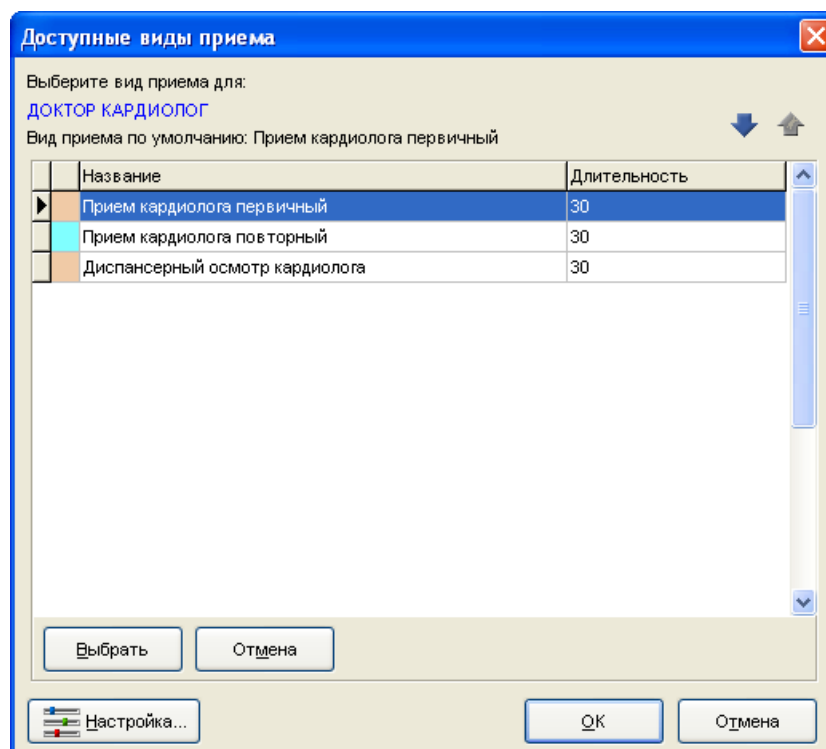 Доступные виды приема
Выберите вид приема для:
ДОКТОР КАРДИОЛОГ
Вид приема по умолчанию: Прием кардиолога первичный
Название Длительность
Прием кардиолога первичный 30
Прием кардиолога повторный 30
Диспансерный осмотр кардиолога 30
Выбрать Отмена
Настройка... ОК Отмена